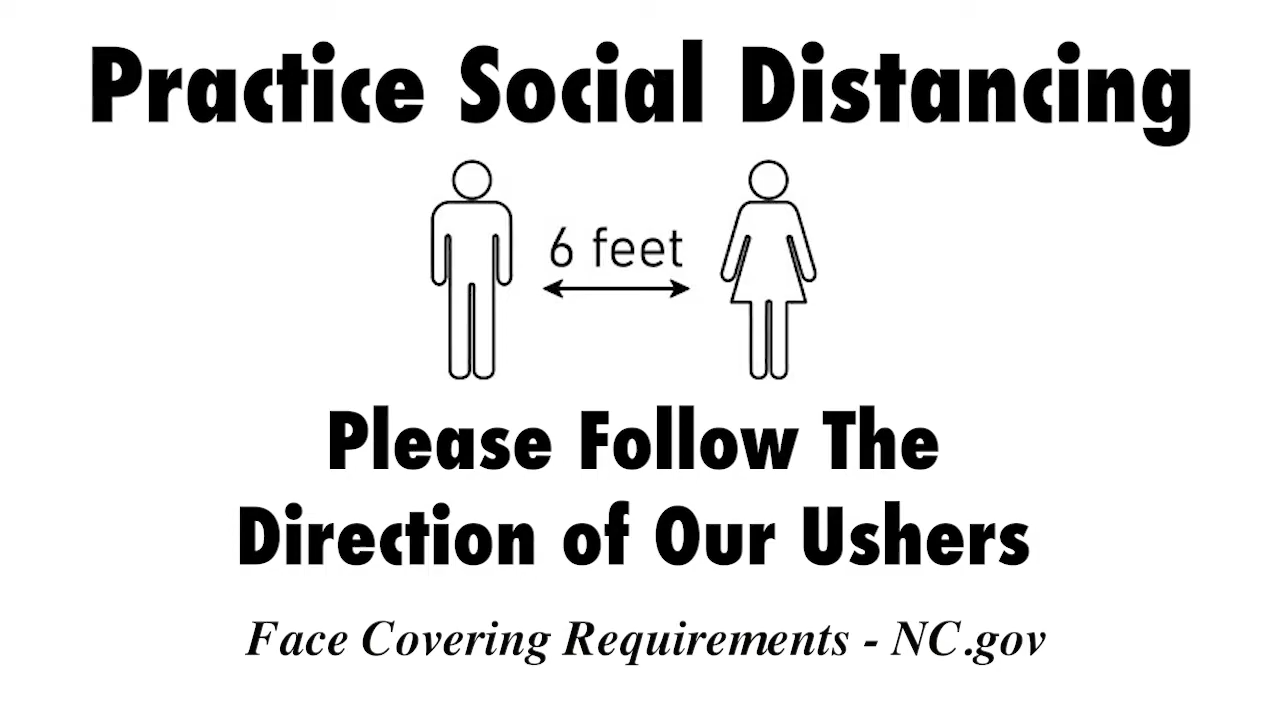 Practice Social Distancing
6 feet
Please Follow The
Direction of Our Ushers
Face Covering Requirements - NC.gov